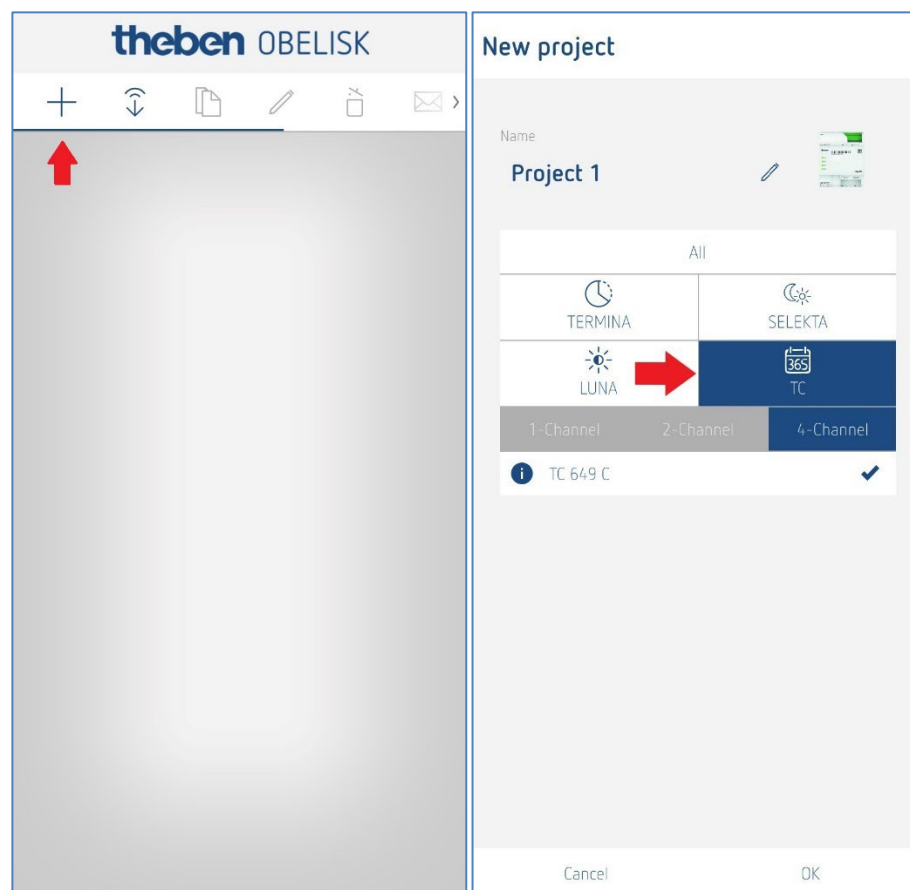 theben OBELISK
New project
Name
Project 1
All
TERMINA
SELEKTA
LUNA
365
TC
1-Channel
2-Channel
4-Channel
i TC 649 C
Cancel
OK